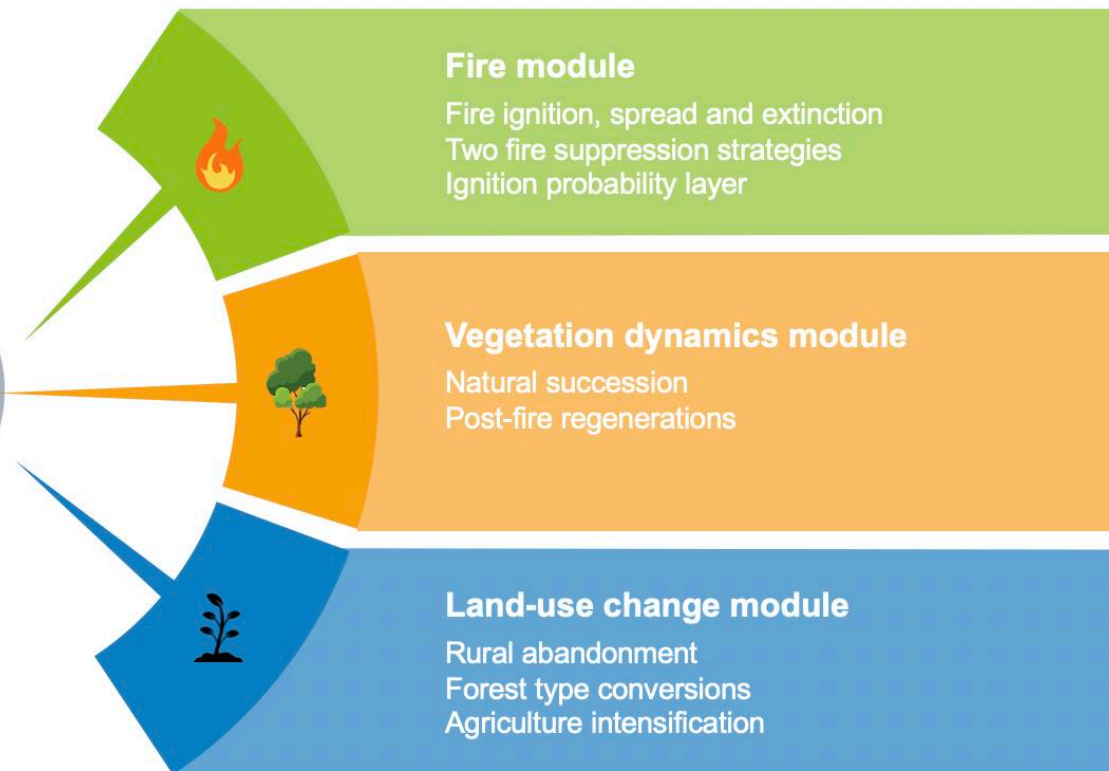 Fire module
Fire ignition, spread and extinction
Two fire suppression strategies
Ignition probability layer
Vegetation dynamics module
Natural succession
Post-fire regenerations
Land-use change module
Rural abandonment
Forest type conversions
Agriculture intensification